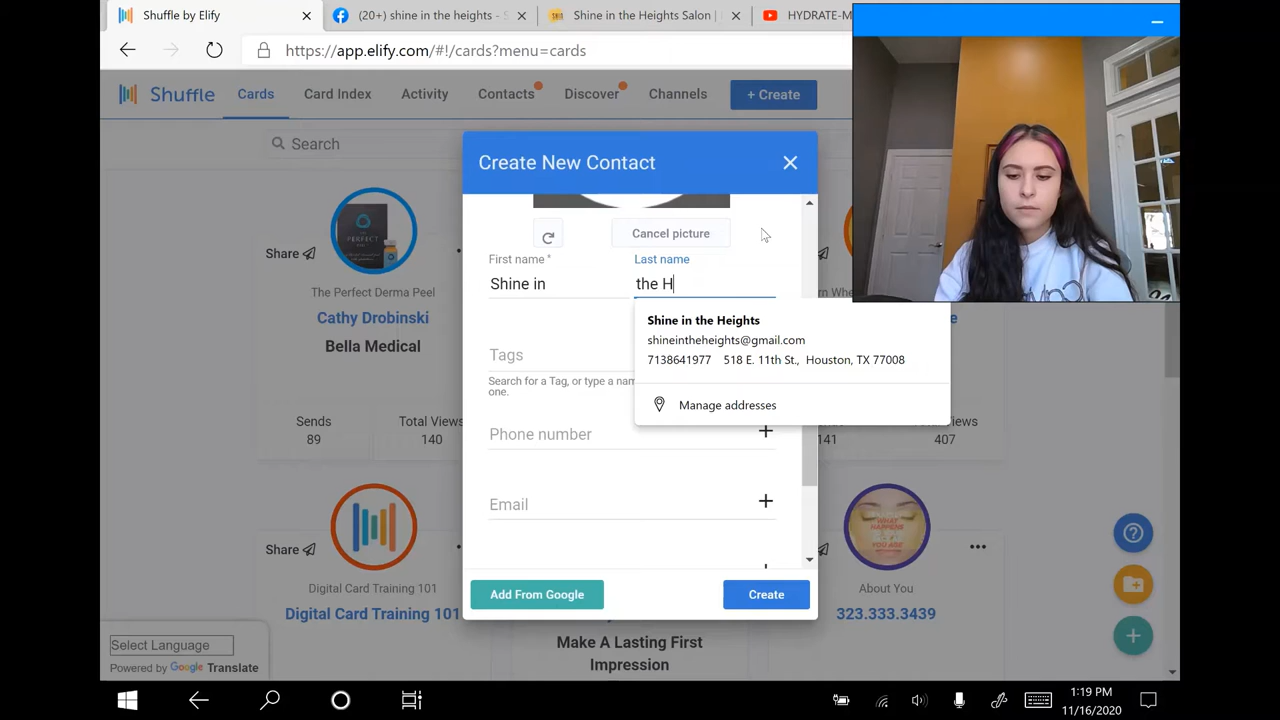 Shuffle by Elify
(20+) shine in the heights - S
Shine in the Heights Salon |
HYDRATE-M
https://app.elify.com/#!/cards?menu=cards
Shuffle
Cards
Card Index
Activity
Contacts
Discover
Channels
+ Create
Search
Create New Contact
Cancel picture
First name *
Last name
Shine in
the H
Shine in the Heights
shineintheheights@gmail.com
7138641977 518 E. 11th St., Houston, TX 77008
Manage addresses
Tags
Search for a Tag, or type a nam
one.
Phone number
Email
Add From Google
Create
Share
The Perfect Derma Peel
Cathy Drobinski
Bella Medical
Sends
89
Total Views
140
141
407
Share
Digital Card Training 101
Digital Card Training 101
Make A Lasting First
Impression
WHAT
HAPPENS
YOU ARE
About You
323.333.3439
Select Language
Powered by Google Translate
1:19 PM
11/16/2020